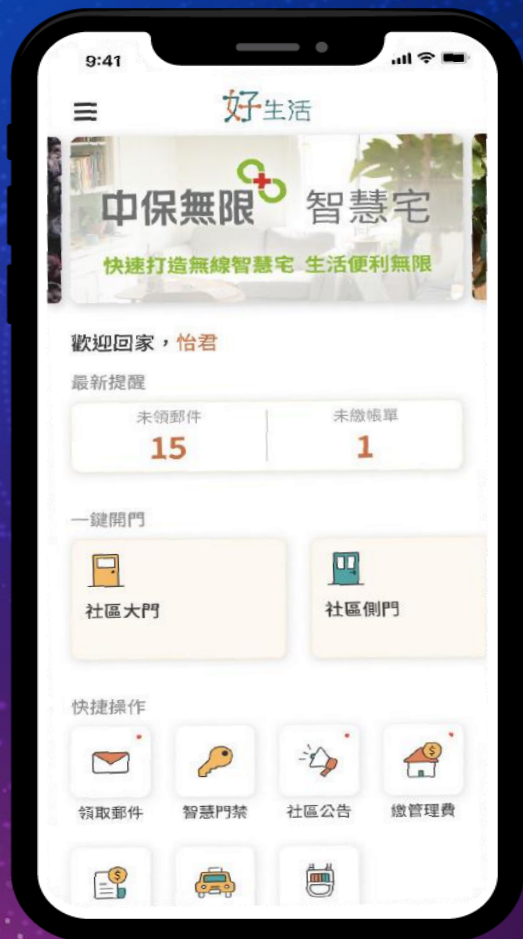 9:41
好生活
中保無限 智慧宅
快速打造無線智慧宅 生活便利無限
歡迎回家，怡君
最新提醒
未領郵件 未繳帳單
15 1
一鍵開門
社區大門 社區側門
快捷操作
領取郵件 智慧門禁 社區公告 繳管理費